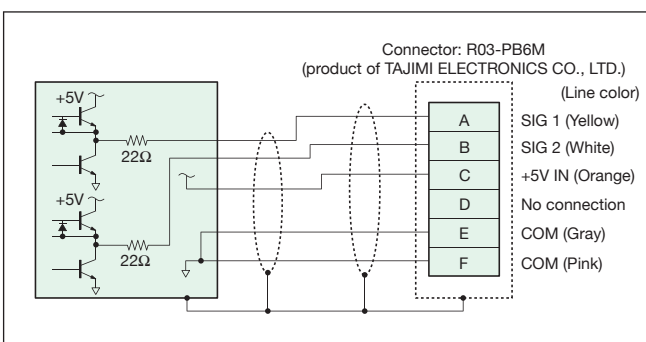 Connector: R03-PB6M
(product of TAJIMI ELECTRONICS CO., LTD.)
(Line color)
+5V
22Ω
+5V
22Ω
A SIG 1 (Yellow)
B SIG 2 (White)
C +5V IN (Orange)
D No connection
E COM (Gray)
F COM (Pink)